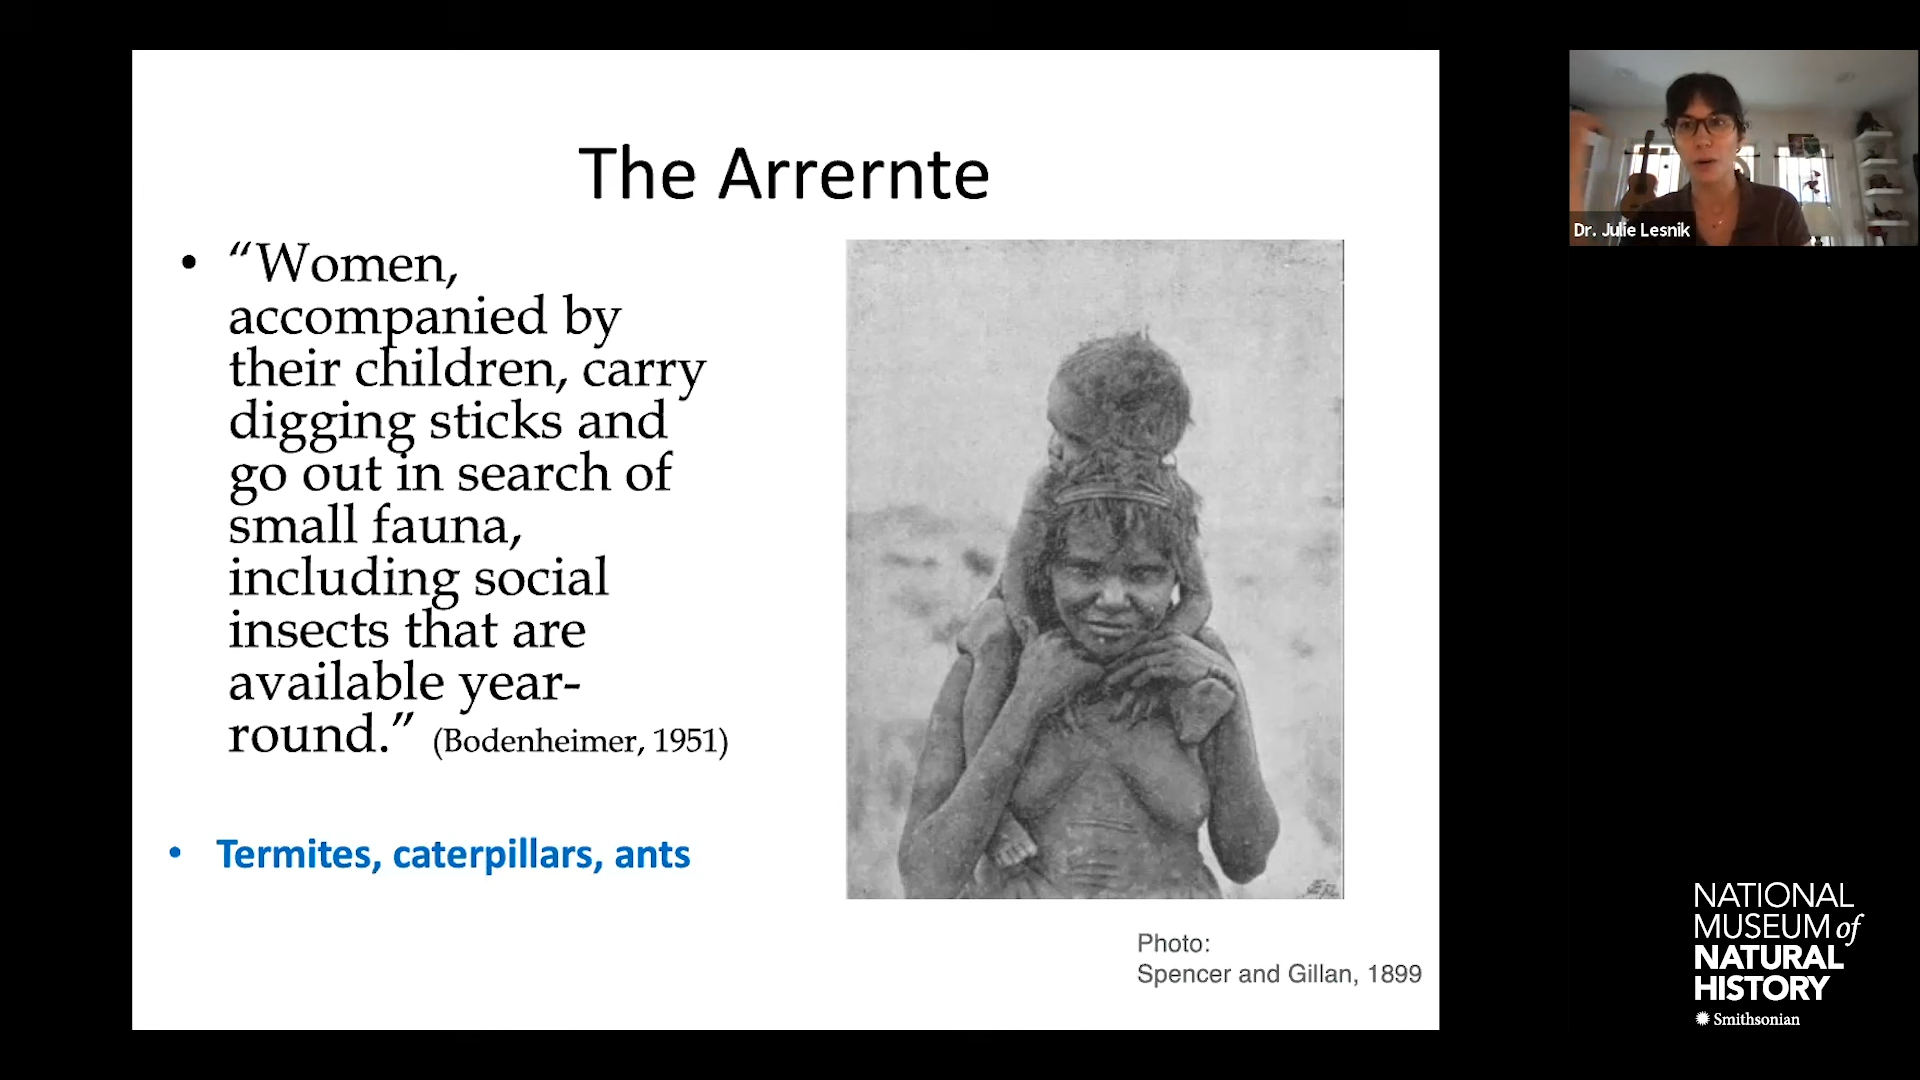 The Arrernte
• “Women,
accompanied by
their children, carry
digging sticks and
go out in search of
small fauna,
including social
insects that are
available year-
round.” (Bodenheimer, 1951)
• Termites, caterpillars, ants
Photo:
Spencer and Gillan, 1899
Dr. Julie Lesnik
NATIONAL
MUSEUM of
NATURAL
HISTORY
Smithsonian